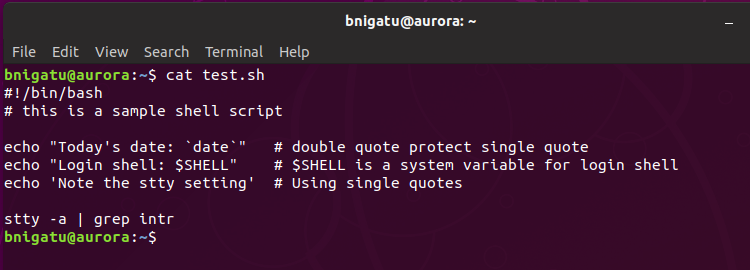 bnigatu@aurora: ~
File Edit View Search Terminal Help
bnigatu@aurora:~$ cat test.sh
#!/bin/bash
# this is a sample shell script
echo "Today's date: `date`"   # double quote protect single quote
echo "Login shell: $SHELL"    # $SHELL is a system variable for login shell
echo 'Note the stty setting'  # Using single quotes
stty -a | grep intr
bnigatu@aurora:~$